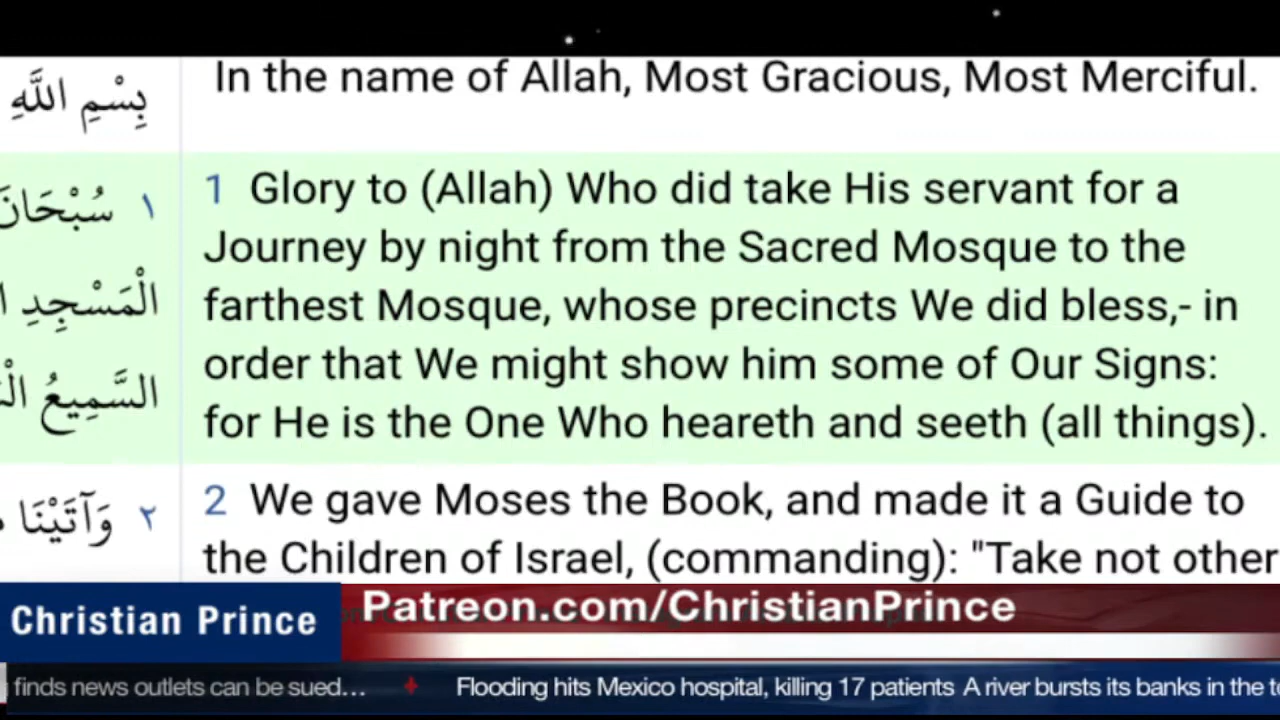 بِسْمِ اللَّهِ
In the name of Allah, Most Gracious, Most Merciful.
١ سُبْحَانَ
الْمَسْجِدِ
السَّمِيعُ
1 Glory to (Allah) Who did take His servant for a
Journey by night from the Sacred Mosque to the
farthest Mosque, whose precincts We did bless,- in
order that We might show him some of Our Signs:
for He is the One Who heareth and seeth (all things).
٢ وَآتَيْنَا
2 We gave Moses the Book, and made it a Guide to
the Children of Israel, (commanding): "Take not other
Christian Prince
Patreon.com/ChristianPrince
finds news outlets can be sued... Flooding hits Mexico hospital, killing 17 patients A river bursts its banks in the